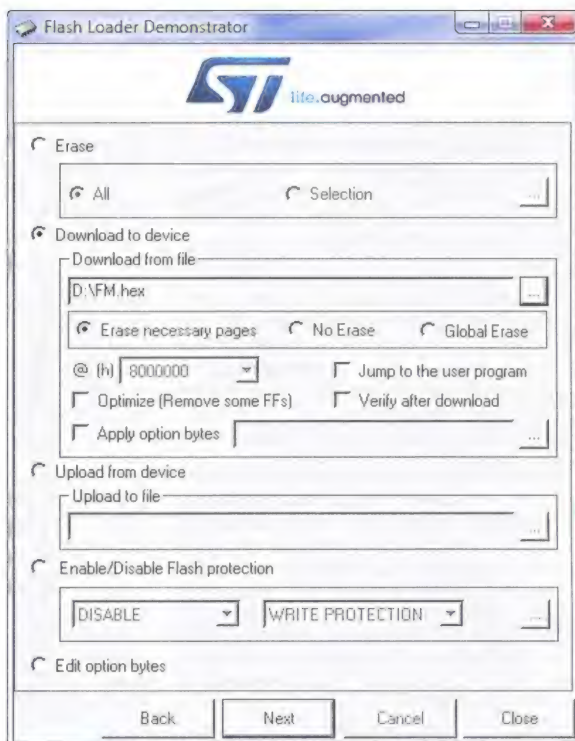 Flash Loader Demonstrator
ST life.augmented
Erase
All Selection ...
Download to device
Download from file
D:\FM.hex ...
Erase necessary pages No Erase Global Erase
@ (h) 8000000 Jump to the user program
Optimize (Remove some FFs) Verify after download
Apply option bytes ...
Upload from device
Upload to file
...
Enable/Disable Flash protection
DISABLE WRITE PROTECTION ...
Edit option bytes
Back Next Cancel Close